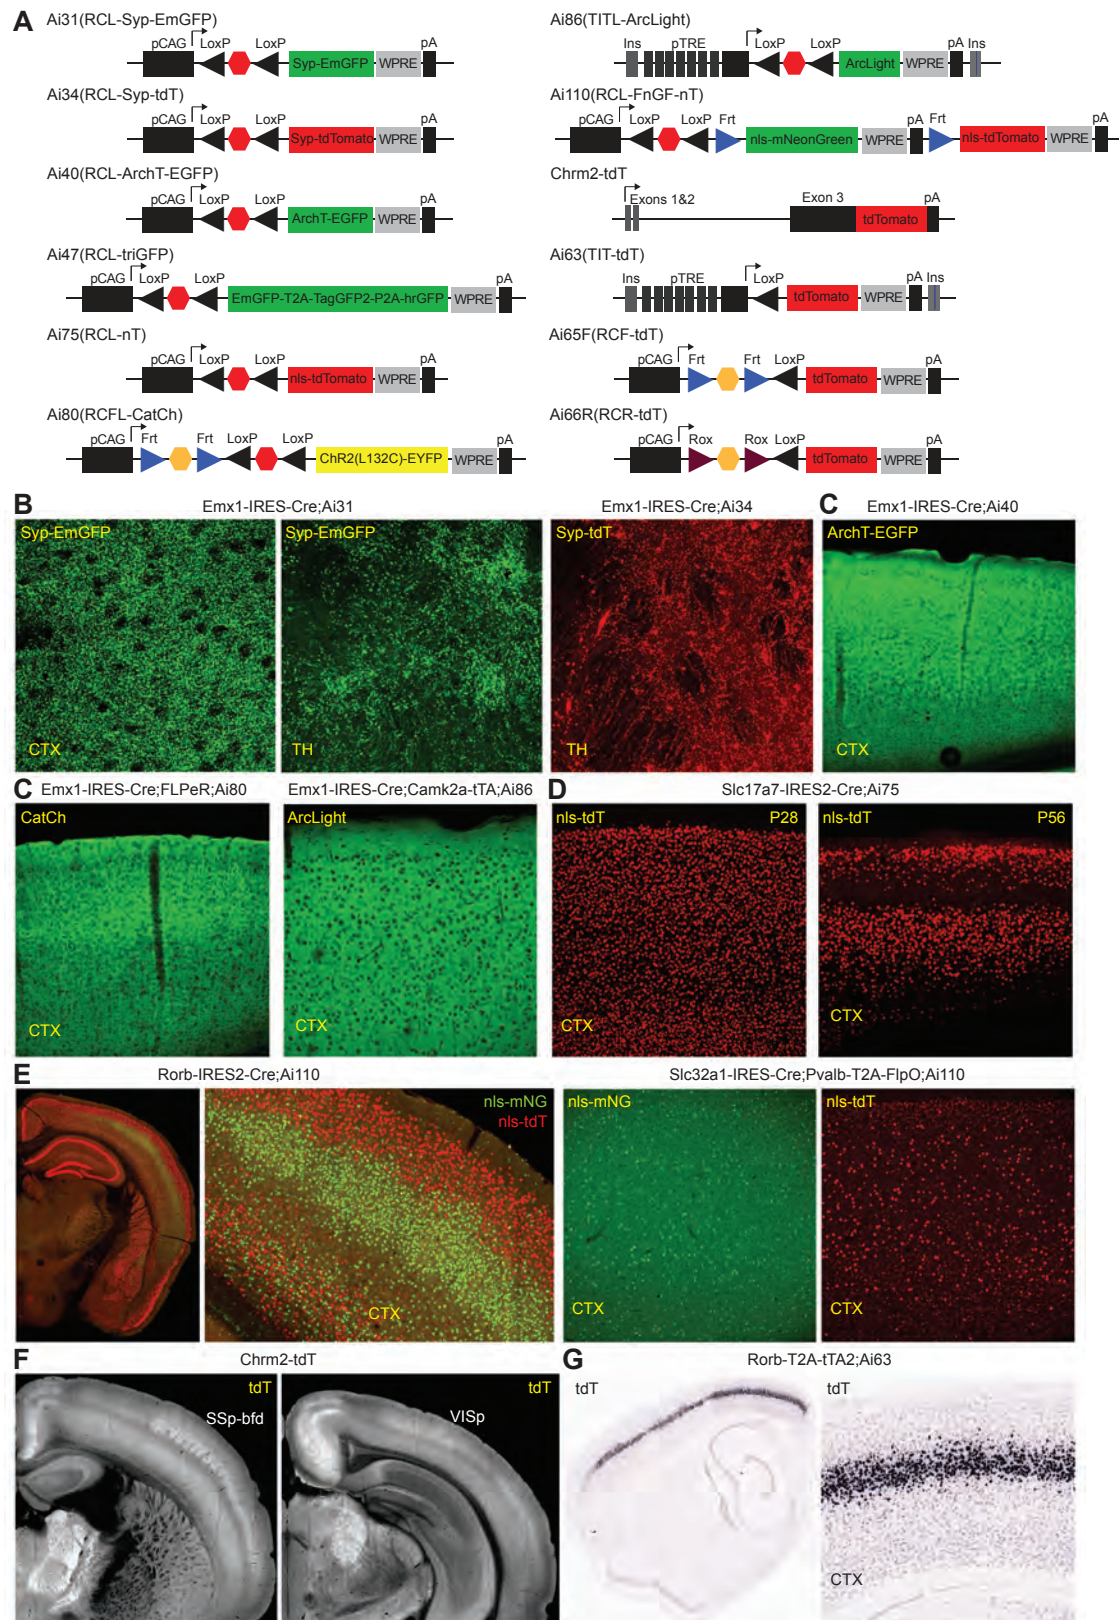 A
Ai31(RCL-Syp-EmGFP)
pCAG LoxP LoxP pA
Syp-EmGFP WPRE
Ai34(RCL-Syp-tdT)
pCAG LoxP LoxP pA
Syp-tdTomato WPRE
Ai40(RCL-ArchT-EGFP)
pCAG LoxP LoxP pA
ArchT-EGFP WPRE
Ai47(RCL-triGFP)
pCAG LoxP LoxP pA
EmGFP-T2A-TagGFP2-P2A-hrGFP WPRE
Ai75(RCL-nT)
pCAG LoxP LoxP pA
nls-tdTomato WPRE
Ai80(RCFL-CatCh)
pCAG Frt Frt LoxP LoxP pA
ChR2(L132C)-EYFP WPRE
Ai86(TITL-ArcLight)
Ins pTRE LoxP LoxP pA Ins
ArcLight WPRE
Ai110(RCL-FnGF-nT)
pCAG LoxP LoxP Frt pA Frt pA
nls-mNeonGreen WPRE nls-tdTomato WPRE
Chrm2-tdT
Exons 1&2 Exon 3 pA
tdTomato
Ai63(TIT-tdT)
Ins pTRE LoxP pA Ins
tdTomato WPRE
Ai65F(RCF-tdT)
pCAG Frt Frt LoxP pA
tdTomato WPRE
Ai66R(RCR-tdT)
pCAG Rox Rox LoxP pA
tdTomato WPRE
B Emx1-IRES-Cre;Ai31 Emx1-IRES-Cre;Ai34
Syp-EmGFP Syp-EmGFP Syp-tdT
CTX TH TH
C Emx1-IRES-Cre;Ai40
ArchT-EGFP
CTX
C Emx1-IRES-Cre;FLPeR;Ai80 Emx1-IRES-Cre;Camk2a-tTA;Ai86
CatCh ArcLight
CTX CTX
D Slc17a7-IRES2-Cre;Ai75
nls-tdT P28 nls-tdT P56
CTX CTX
E Rorb-IRES2-Cre;Ai110 Slc32a1-IRES-Cre;Pvalb-T2A-FlpO;Ai110
nls-mNG
nls-tdT
CTX
nls-mNG nls-tdT
CTX CTX
F Chrm2-tdT
tdT tdT
SSp-bfd VISp
G Rorb-T2A-tTA2;Ai63
tdT tdT
CTX